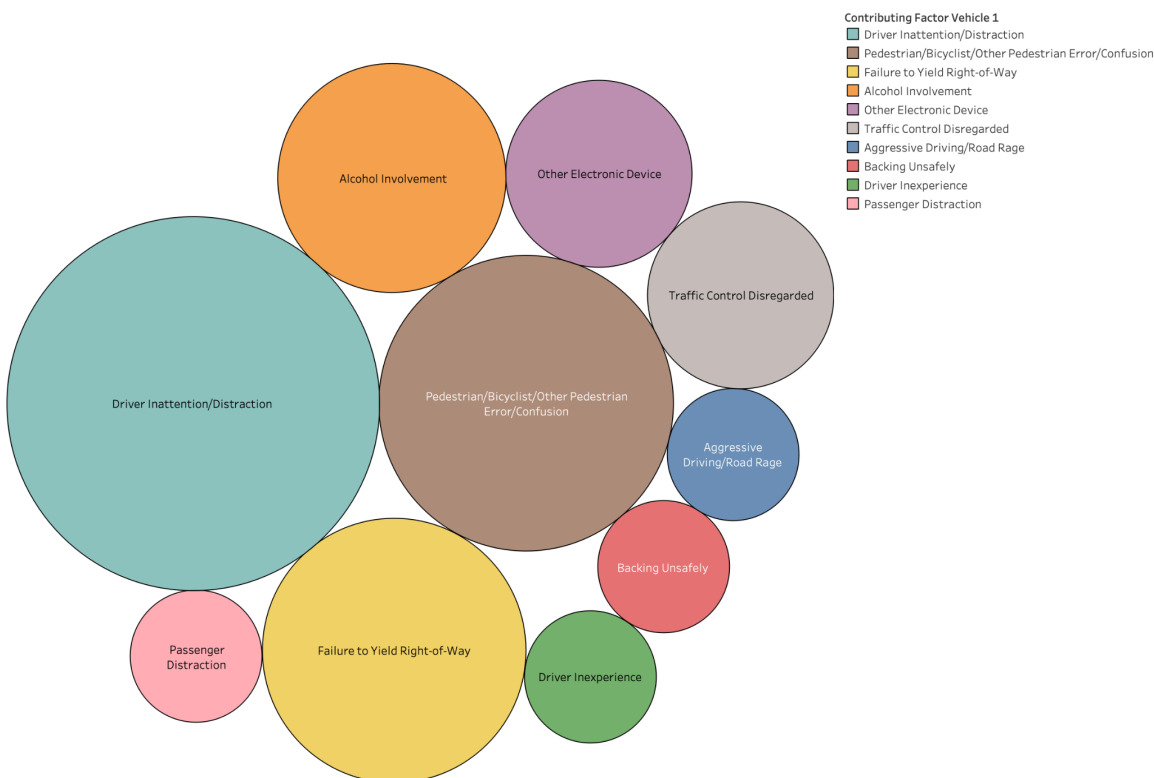 Contributing Factor Vehicle 1
Driver Inattention/Distraction
Pedestrian/Bicyclist/Other Pedestrian Error/Confusion
Failure to Yield Right-of-Way
Alcohol Involvement
Other Electronic Device
Traffic Control Disregarded
Aggressive Driving/Road Rage
Backing Unsafely
Driver Inexperience
Passenger Distraction
Alcohol Involvement
Other Electronic Device
Traffic Control Disregarded
Driver Inattention/Distraction
Pedestrian/Bicyclist/Other Pedestrian
Error/Confusion
Aggressive
Driving/Road Rage
Backing Unsafely
Passenger
Distraction
Failure to Yield Right-of-Way
Driver Inexperience